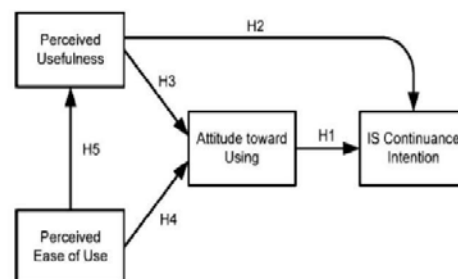 Perceived
Usefulness
H2
H3
Attitude toward
Using
H1
IS Continuance
Intention
H5
H4
Perceived
Ease of Use